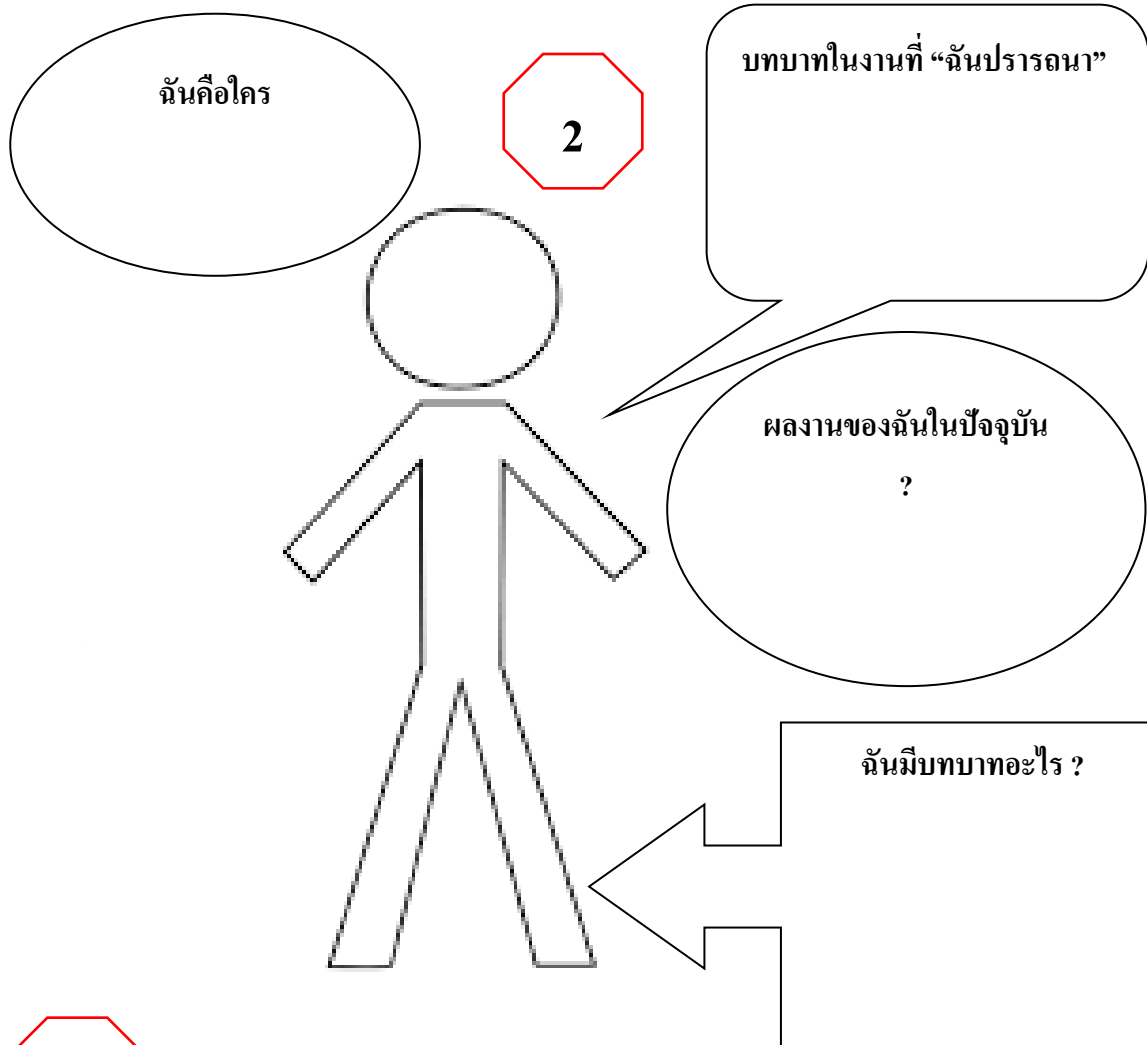 ฉันคือใคร
2
บทบาทในงานที่ “ฉันปรารถนา”
ผลงานของฉันในปัจจุบัน
?
ฉันมีบทบาทอะไร ?